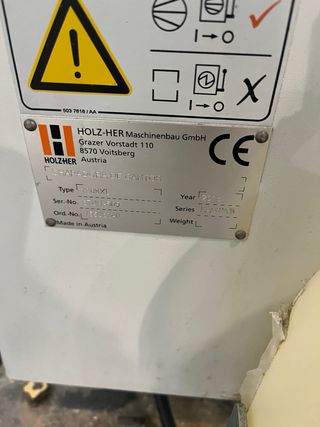 I→O
I→O
503 7818 / AA
HOLZHER
HOLZ-HER Maschinenbau GmbH
Grazer Vorstadt 110
8570 Voitsberg
Austria
CE
Type
Year
Ser.-No
Series
Ord.-No
Weight
Made in Austria